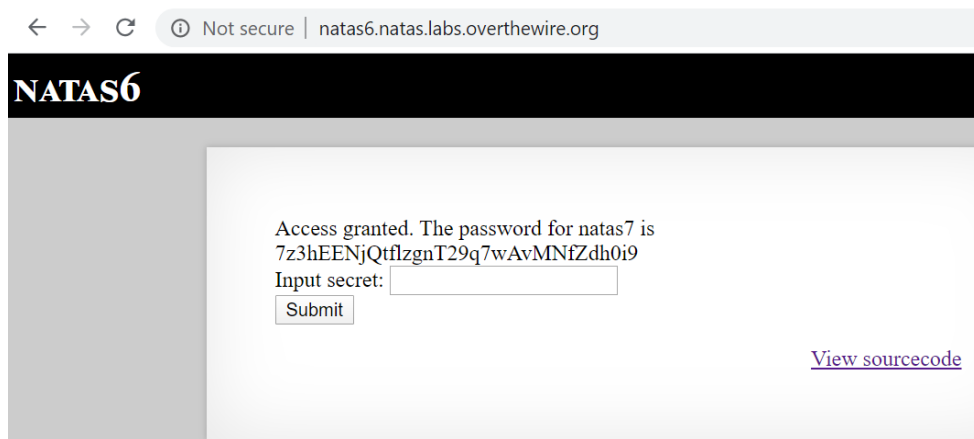 Not secure | natas6.natas.labs.overthewire.org
NATAS6
Access granted. The password for natas7 is
7z3hEENjQtflzgnT29q7wAvMNfZdh0i9
Input secret:
Submit
View sourcecode